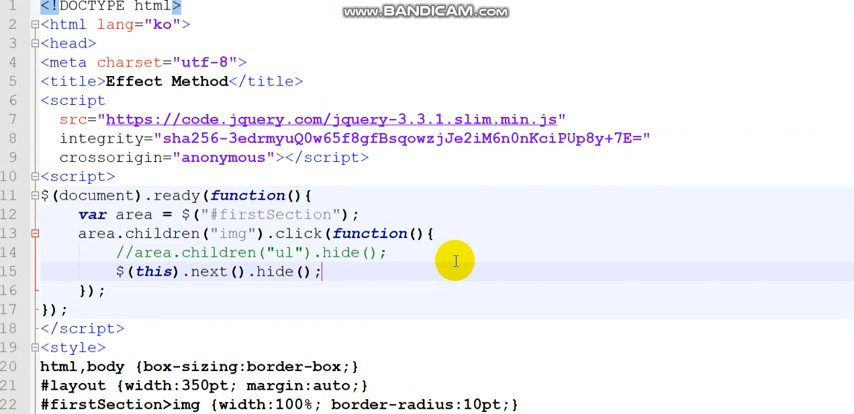 WWW.BANDICAM.COM
1 <!DOCTYPE html>
2 <html lang="ko">
3 <head>
4 <meta charset="utf-8">
5 <title>Effect Method</title>
6 <script
7 src="https://code.jquery.com/jquery-3.3.1.slim.min.js"
8 integrity="sha256-3edrmyuQ0w65f8gfBsqowzjJe2iM6n0nKciPUp8y+7E="
9 crossorigin="anonymous"></script>
10 <script>
11 $(document).ready(function(){
12 var area = $("#firstSection");
13 area.children("img").click(function(){
14 //area.children("ul").hide();
15 $(this).next().hide();
16 });
17 });
18 </script>
19 <style>
20 html,body {box-sizing:border-box;}
21 #layout {width:350pt; margin:auto;}
22 #firstSection>img {width:100%; border-radius:10pt;}